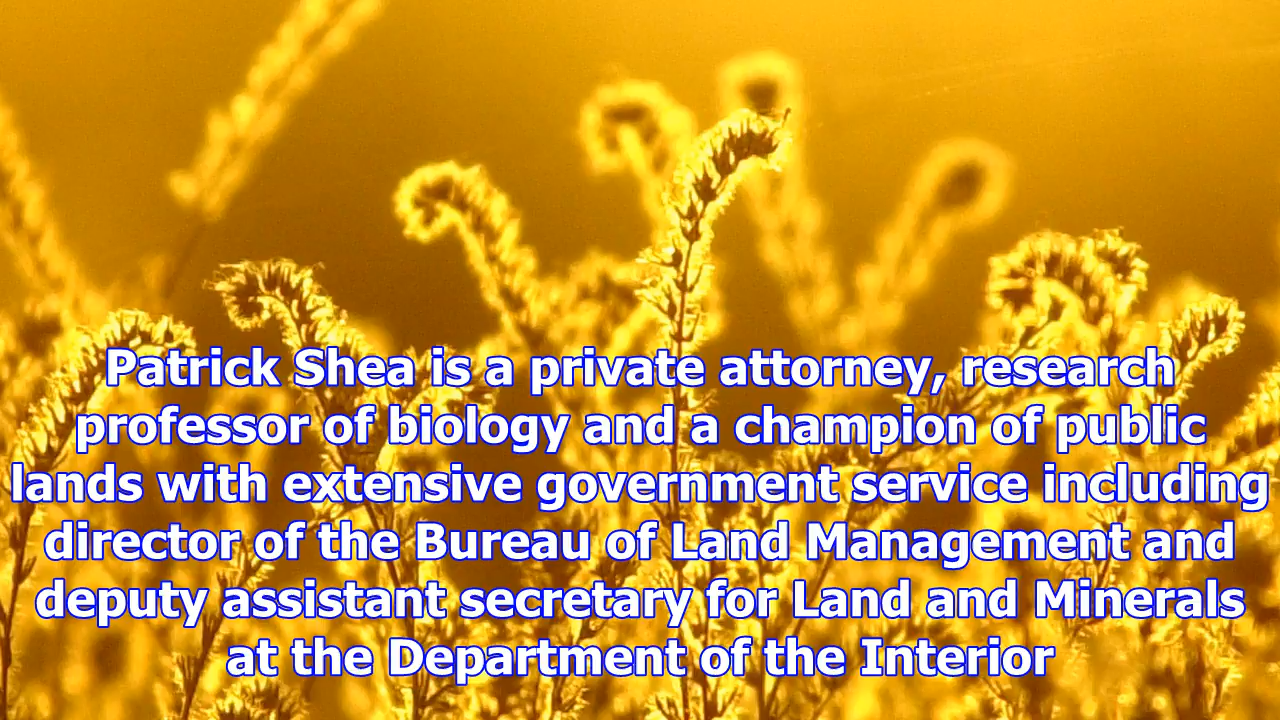 Patrick Shea is a private attorney, research
professor of biology and a champion of public
lands with extensive government service including
director of the Bureau of Land Management and
deputy assistant secretary for Land and Minerals
at the Department of the Interior